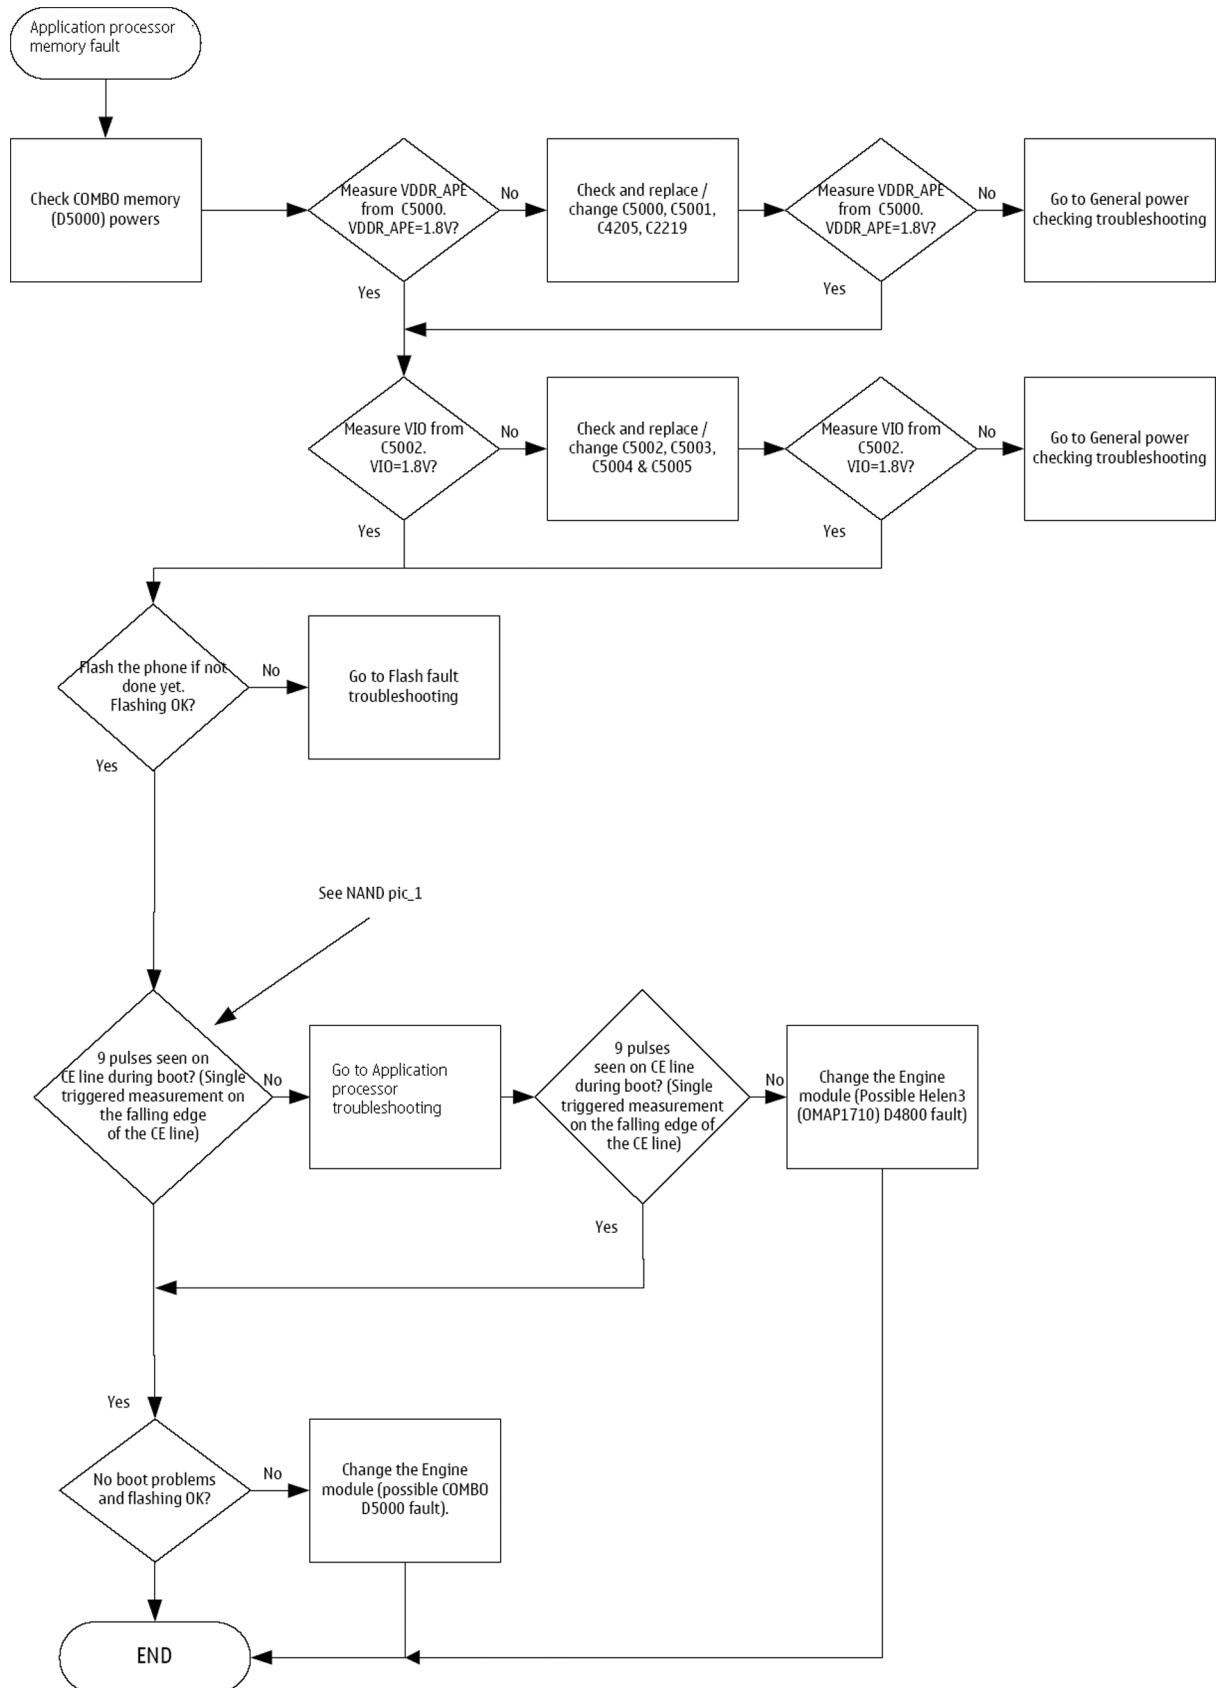 Application processor
memory fault
Check COMBO memory
(D5000) powers
Measure VDDR_APE
from C5000.
VDDR_APE=1.8V?
No
Yes
Check and replace /
change C5000, C5001,
C4205, C2219
Measure VDDR_APE
from C5000.
VDDR_APE=1.8V?
No
Yes
Go to General power
checking troubleshooting
Measure VIO from
C5002.
VIO=1.8V?
No
Yes
Check and replace /
change C5002, C5003,
C5004 & C5005
Measure VIO from
C5002.
VIO=1.8V?
No
Yes
Go to General power
checking troubleshooting
Flash the phone if not
done yet.
Flashing OK?
No
Yes
Go to Flash fault
troubleshooting
See NAND pic_1
9 pulses seen on
CE line during boot? (Single
triggered measurement on
the falling edge
of the CE line)
No
Go to Application
processor
troubleshooting
9 pulses
seen on CE line
during boot? (Single
triggered measurement
on the falling edge of
the CE line)
No
Yes
Change the Engine
module (Possible Helen3
(OMAP1710) D4800 fault)
Yes
No boot problems
and flashing OK?
No
Change the Engine
module (possible COMBO
D5000 fault).
END